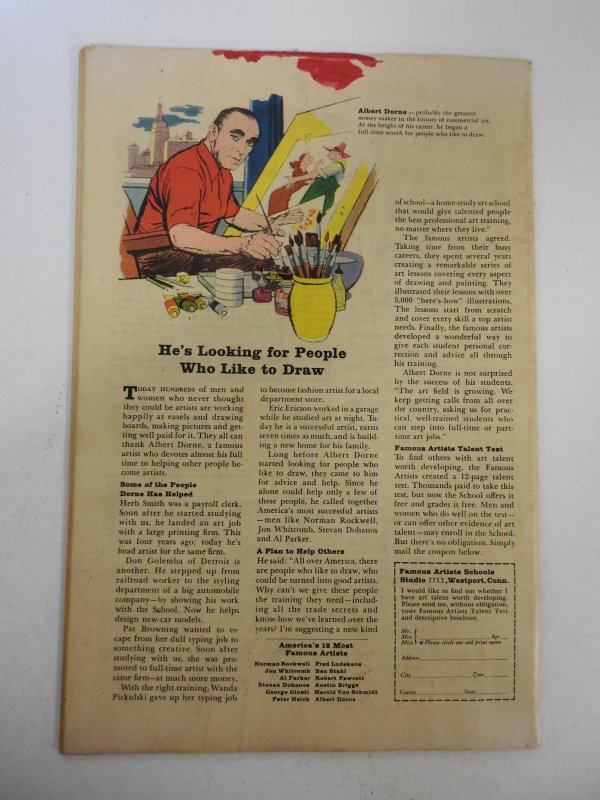 Albert Dorne — probably the greatest
money-maker in the history of commercial art.
At the height of his career, he began a
full-time search for people who like to draw.
He's Looking for People
Who Like to Draw
TODAY HUNDREDS of men and
women who never thought
they could be artists are working
happily at easels and drawing
boards, making pictures and get-
ting well paid for it. They all can
thank Albert Dorne, a famous
artist who devotes almost his full
time to helping other people be-
come artists.
Some of the People
Dorne Has Helped
Herb Smith was a payroll clerk.
Soon after he started studying
with us, he landed an art job
with a large printing firm. This
was four years ago; today he's
head artist for the same firm.
Don Golemba of Detroit is
another. He stepped up from
railroad worker to the styling
department of a big automobile
company—by showing his work
with the School. Now he helps
design new-car models.
Pat Browning wanted to es-
cape from her dull typing job to
something creative. Soon after
studying with us, she was pro-
moted to full-time artist with the
same firm—at much more money.
With the right training, Wanda
Pickulski gave up her typing job
to become fashion artist for a local
department store.
Eric Ericson worked in a garage
while he studied art at night. To-
day he is a successful artist, earns
seven times as much, and is build-
ing a new home for his family.
Long before Albert Dorne
started looking for people who
like to draw, they came to him
for advice and help. Since he
alone could help only a few of
these people, he called together
America's most successful artists
—men like Norman Rockwell,
Jon Whitcomb, Stevan Dohanos
and Al Parker.
A Plan to Help Others
He said: "All over America, there
are people who like to draw, who
could be turned into good artists.
Why can't we give these people
the training they need—includ-
ing all the trade secrets and
know-how we've learned over the
years? I'm suggesting a new kind
America's 12 Most
Famous Artists
Norman Rockwell Fred Ludekens
Jon Whitcomb Ben Stahl
Al Parker Robert Fawcett
Stevan Dohanos Austin Briggs
George Giusti Harold Von Schmidt
Peter Helck Albert Dorne
of school—a home-study art school
that would give talented people
the best professional art training,
no matter where they live."
The famous artists agreed.
Taking time from their busy
careers, they spent several years
creating a remarkable series of
art lessons covering every aspect
of drawing and painting. They
illustrated their lessons with over
5,000 "here's-how" illustrations.
The lessons start from scratch
and cover every skill a top artist
needs. Finally, the famous artists
developed a wonderful way to
give each student personal cor-
rection and advice all through
his training.
Albert Dorne is not surprised
by the success of his students.
"The art field is growing. We
keep getting calls from all over
the country, asking us for prac-
tical, well-trained students who
can step into full-time or part-
time art jobs."
Famous Artists Talent Test
To find others with art talent
worth developing, the Famous
Artists created a 12-page talent
test. Thousands paid to take this
test, but now the School offers it
free and grades it free. Men and
women who do well on the test—
or can offer other evidence of art
talent—may enroll in the School.
But there's no obligation. Simply
mail the coupon below.
Famous Artists Schools
Studio 7713, Westport, Conn.
I would like to find out whether I
have art talent worth developing.
Please send me, without obligation,
your Famous Artists Talent Test
and descriptive brochure.
Mr.
Mrs. Age
Miss Please circle one and print name
Address
City Zone
County State